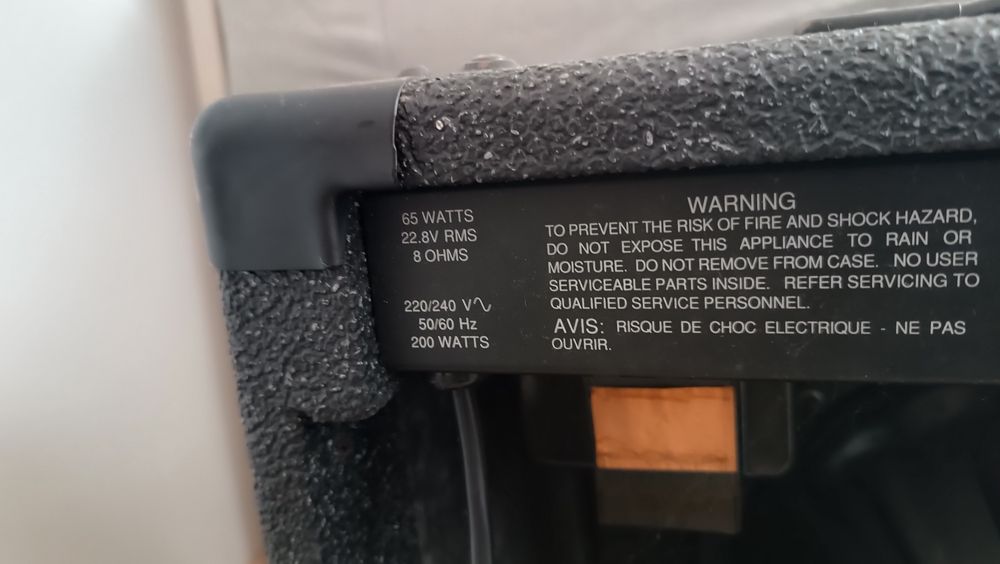 65 WATTS
22.8V RMS
8 OHMS
220/240 V∿
50/60 Hz
200 WATTS
WARNING
TO PREVENT THE RISK OF FIRE AND SHOCK HAZARD,
DO NOT EXPOSE THIS APPLIANCE TO RAIN OR
MOISTURE. DO NOT REMOVE FROM CASE. NO USER
SERVICEABLE PARTS INSIDE. REFER SERVICING TO
QUALIFIED SERVICE PERSONNEL.
AVIS: RISQUE DE CHOC ELECTRIQUE - NE PAS
OUVRIR.